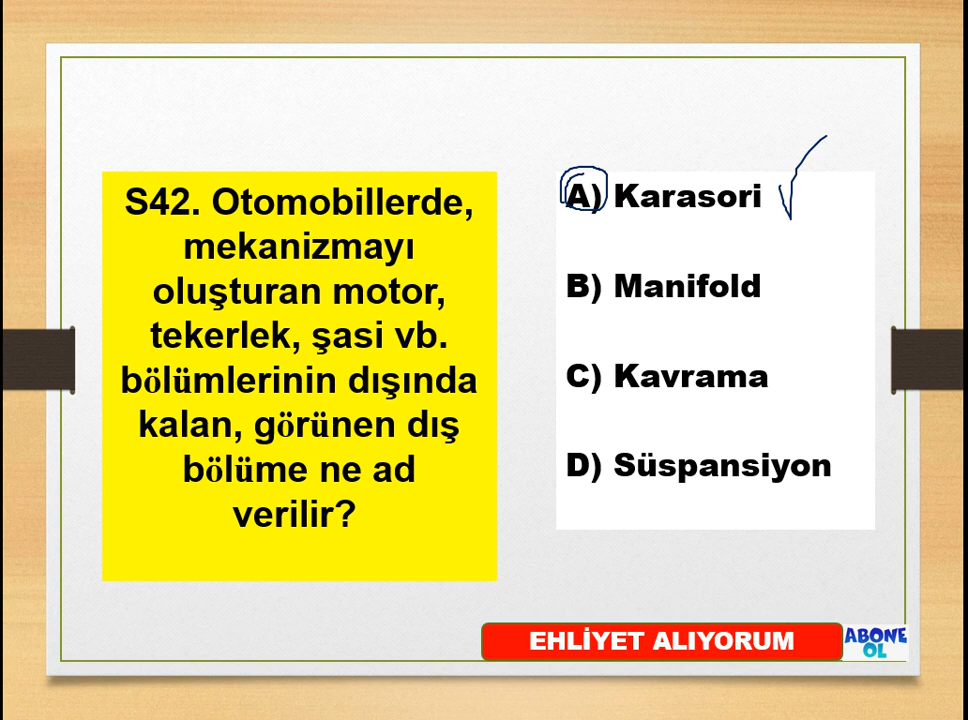 S42. Otomobillerde,
mekanizmayı
oluşturan motor,
tekerlek, şasi vb.
bölümlerinin dışında
kalan, görünen dış
bölüme ne ad
verilir?
A) Karasori
B) Manifold
C) Kavrama
D) Süspansiyon
EHLİYET ALIYORUM
ABONE
OL